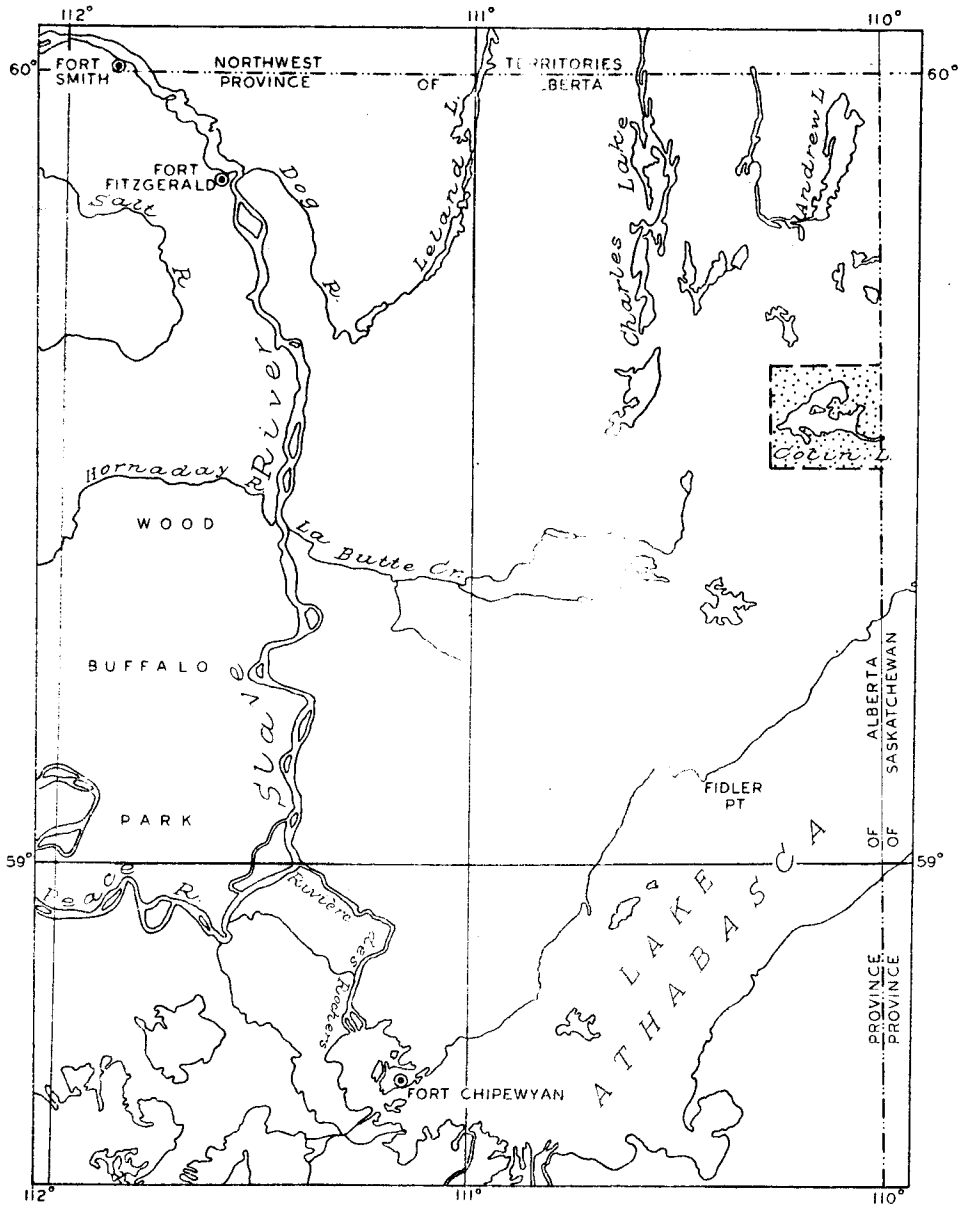 112°
111°
110°
60°
FORT
SMITH
NORTHWEST TERRITORIES
PROVINCE OF ALBERTA
60°
FORT
FITZGERALD
Salt R
Dog R.
Leland L.
Charles Lake
Andrew L
Colin L.
Hornaday R
Slave River
La Butte Cr.
WOOD
BUFFALO
PARK
FIDLER
PT
PROVINCE OF ALBERTA
PROVINCE OF SASKATCHEWAN
59°
59°
Peace R.
Rivière des Rochers
LAKE
ATHABASCA
FORT CHIPEWYAN
112°
111°
110°